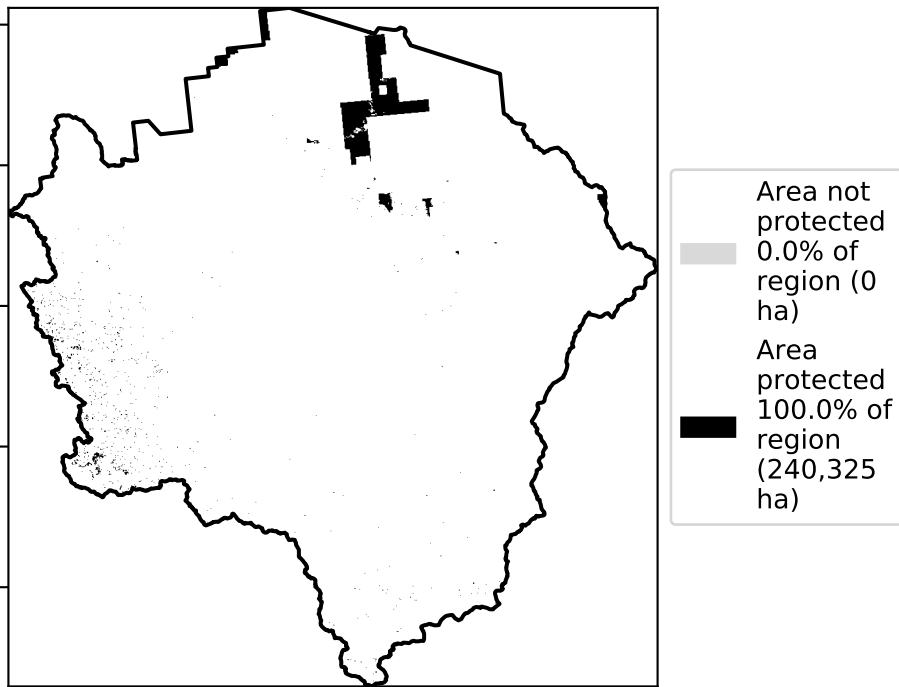 Area not
protected
0.0% of
region (0
ha)
Area
protected
100.0% of
region
(240,325
ha)